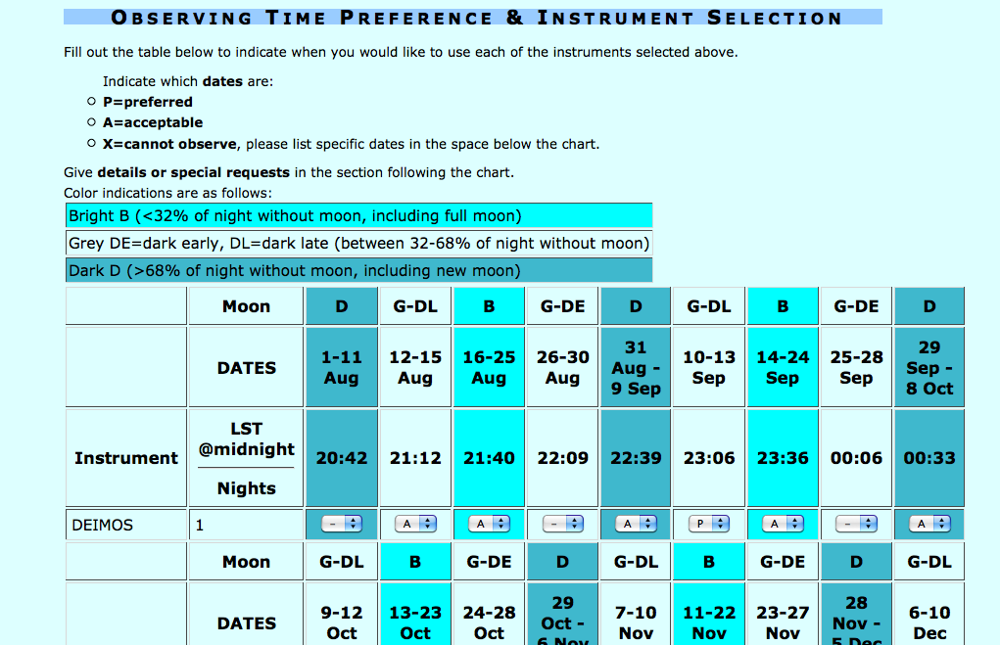 OBSERVING TIME PREFERENCE & INSTRUMENT SELECTION
Fill out the table below to indicate when you would like to use each of the instruments selected above.
Indicate which dates are:
P=preferred
A=acceptable
X=cannot observe, please list specific dates in the space below the chart.
Give details or special requests in the section following the chart.
Color indications are as follows:
Bright B (<32% of night without moon, including full moon)
Grey DE=dark early, DL=dark late (between 32-68% of night without moon)
Dark D (>68% of night without moon, including new moon)
Moon D G-DL B G-DE D G-DL B G-DE D
DATES 1-11 Aug 12-15 Aug 16-25 Aug 26-30 Aug 31 Aug - 9 Sep 10-13 Sep 14-24 Sep 25-28 Sep 29 Sep - 8 Oct
Instrument LST @midnight Nights 20:42 21:12 21:40 22:09 22:39 23:06 23:36 00:06 00:33
DEIMOS 1 - A A - A P A - A
Moon G-DL B G-DE D G-DL B G-DE D G-DL
DATES 9-12 Oct 13-23 Oct 24-28 Oct 29 Oct - 6 Nov 7-10 Nov 11-22 Nov 23-27 Nov 28 Nov - 5 Dec 6-10 Dec